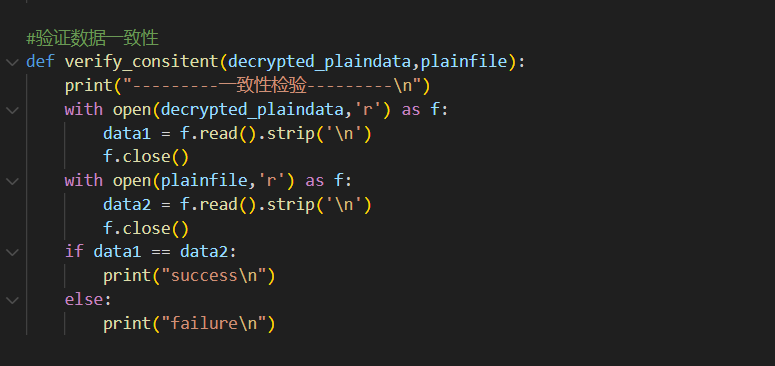 #验证数据一致性
def verify_consitent(decrypted_plaindata,plainfile):
    print("---------一致性检验---------\n")
    with open(decrypted_plaindata,'r') as f:
        data1 = f.read().strip('\n')
        f.close()
    with open(plainfile,'r') as f:
        data2 = f.read().strip('\n')
        f.close()
    if data1 == data2:
        print("success\n")
    else:
        print("failure\n")